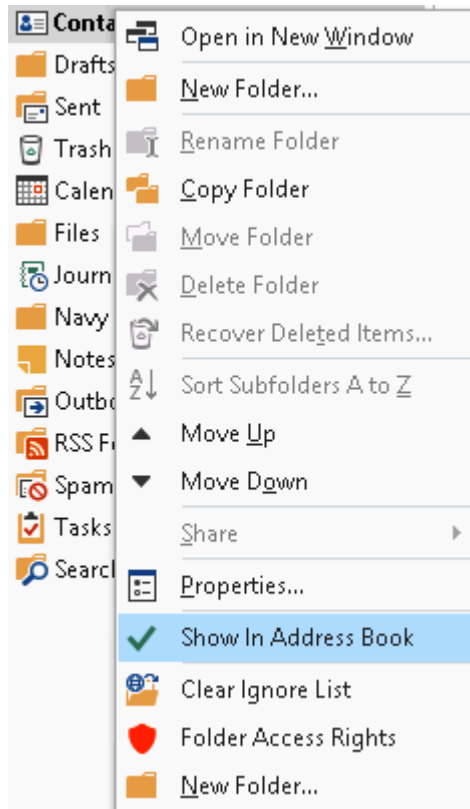 Conta
Drafts
Sent
Trash
Calen
Files
Journ
Navy
Notes
Outbo
RSS F
Spam
Tasks
Search
Open in New Window
New Folder...
Rename Folder
Copy Folder
Move Folder
Delete Folder
Recover Deleted Items...
Sort Subfolders A to Z
Move Up
Move Down
Share
Properties...
Show In Address Book
Clear Ignore List
Folder Access Rights
New Folder...